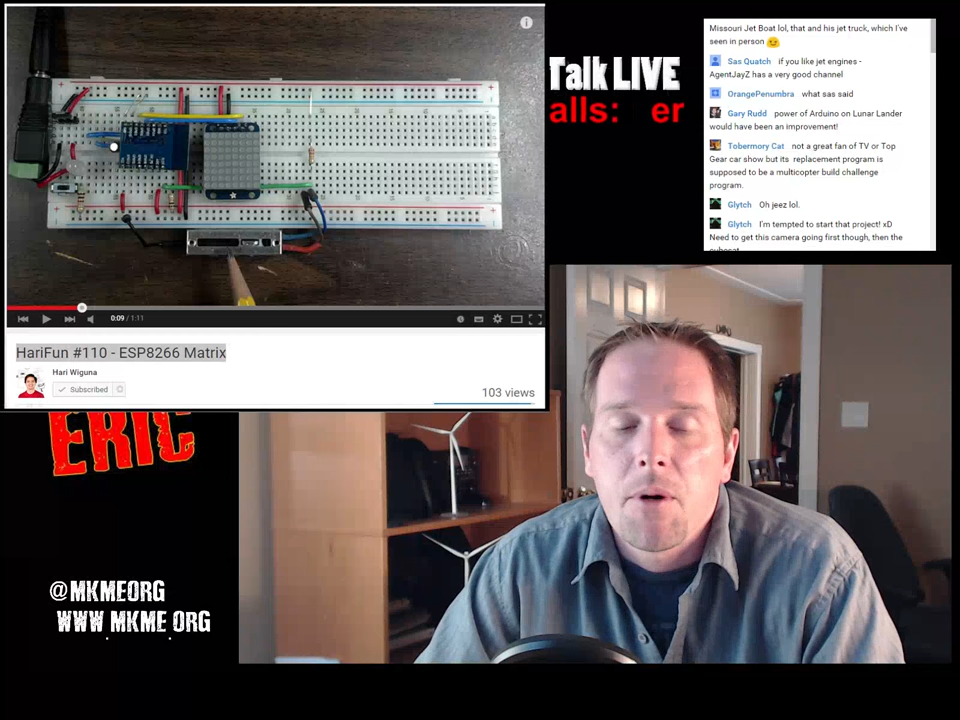 Talk LIVE
alls: er
Missouri Jet Boat lol, that and his jet truck, which I've
seen in person
Sas Quatch if you like jet engines -
AgentJayZ has a very good channel
OrangePenumbra what sas said
Gary Rudd power of Arduino on Lunar Lander
would have been an improvement!
Tobermory Cat not a great fan of TV or Top
Gear car show but its replacement program is
supposed to be a multicopter build challenge
program.
Glytch Oh jeez lol.
Glytch I'm tempted to start that project! xD
Need to get this camera going first though, then the
cubesat
0:09 / 1:11
HariFun #110 - ESP8266 Matrix
Hari Wiguna
Subscribed
103 views
ERIC
@MKMEORG
WWW.MKME.ORG